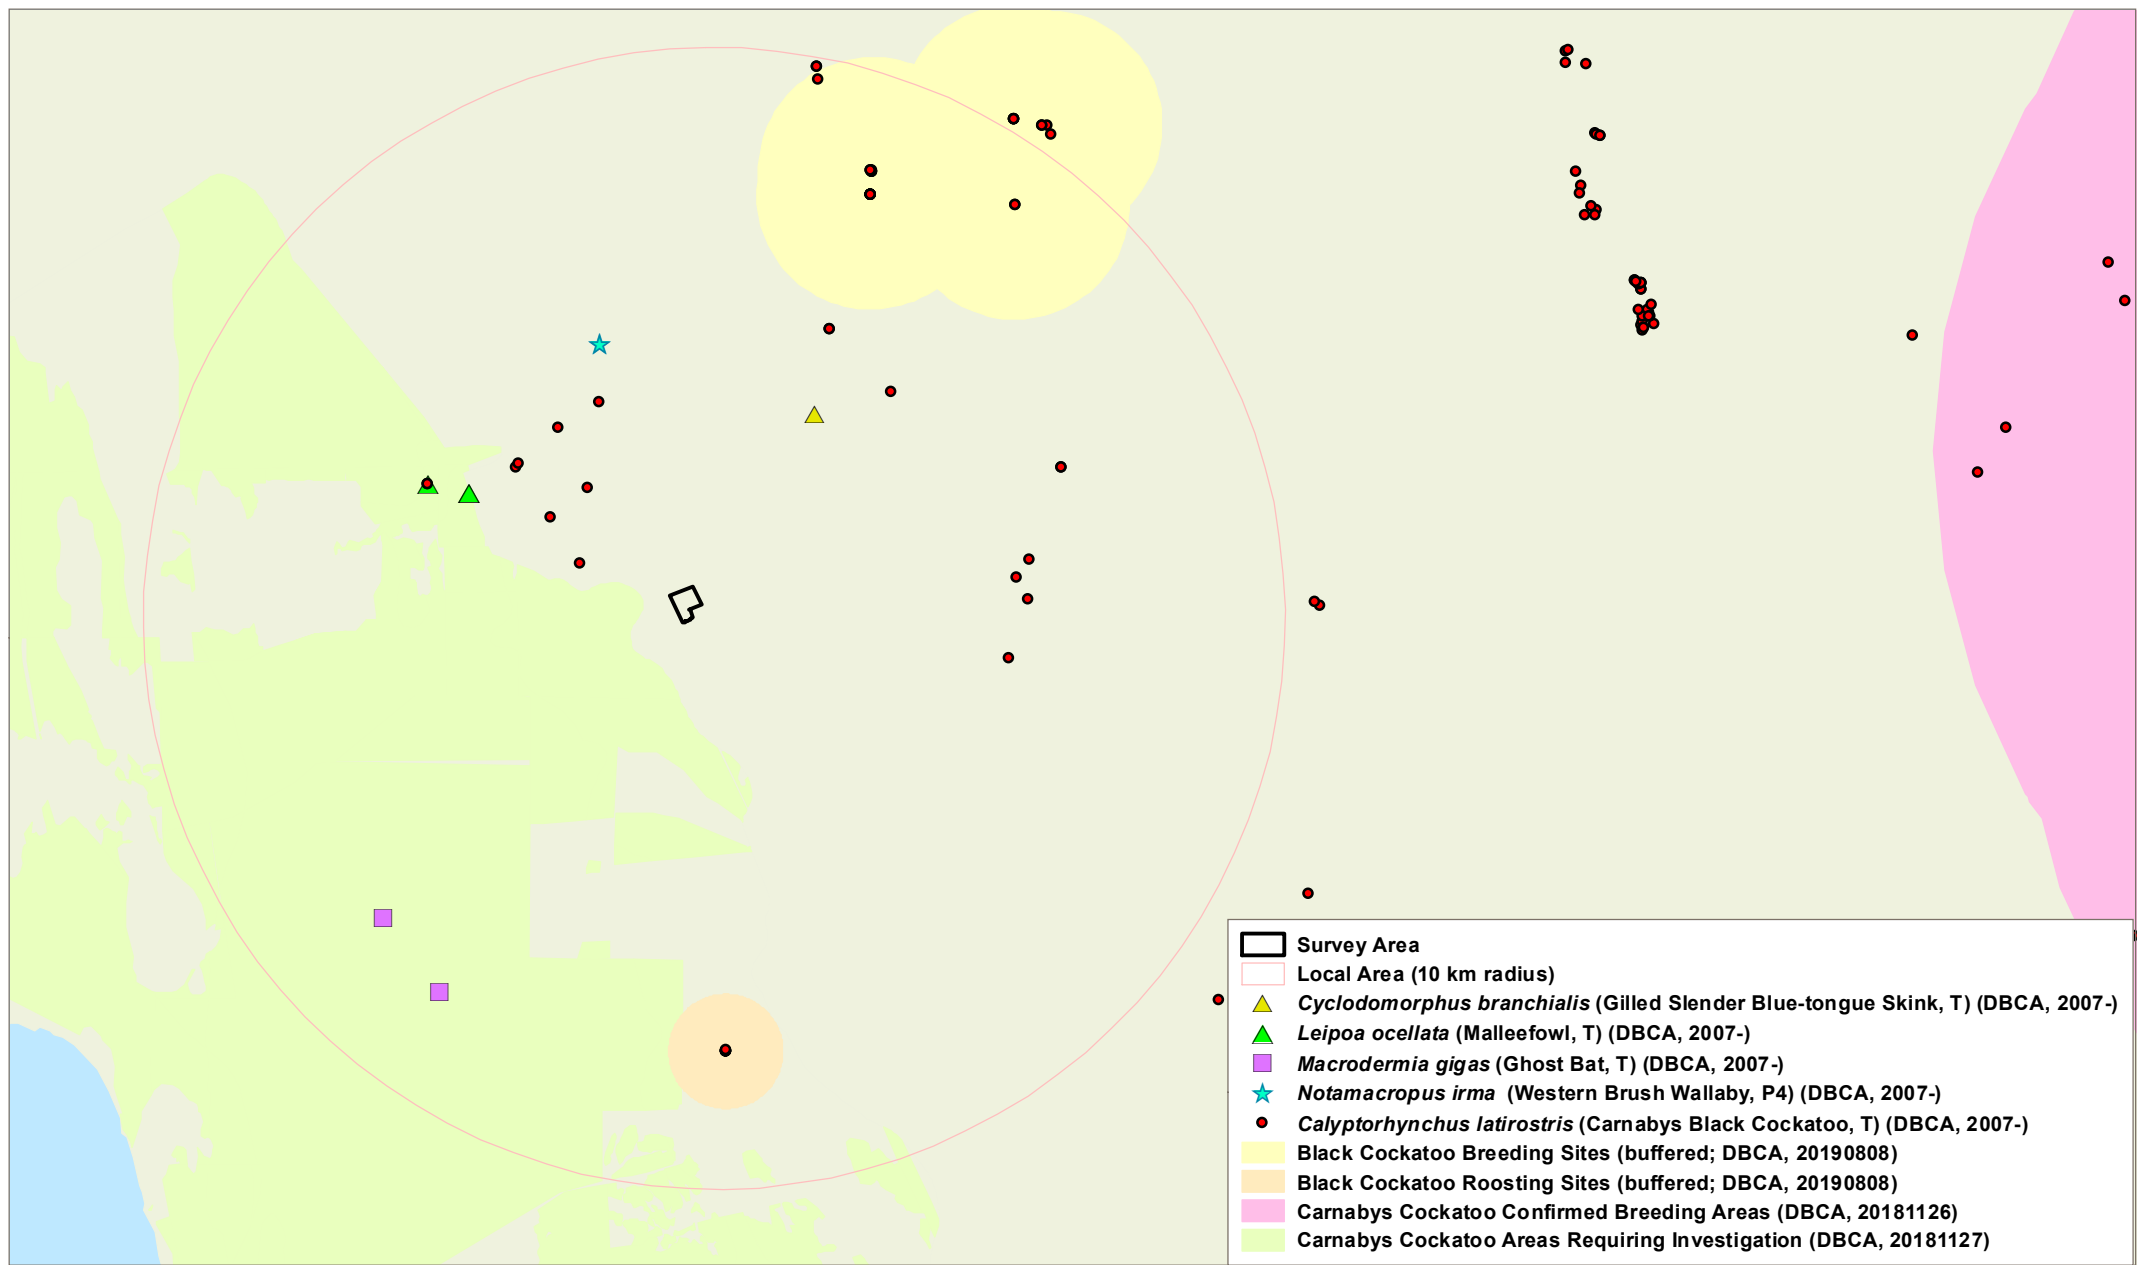 Survey Area
Local Area (10 km radius)
Cyclodomorphus branchialis (Gilled Slender Blue-tongue Skink, T) (DBCA, 2007-)
Leipoa ocellata (Malleefowl, T) (DBCA, 2007-)
Macrodermia gigas (Ghost Bat, T) (DBCA, 2007-)
Notamacropus irma (Western Brush Wallaby, P4) (DBCA, 2007-)
Calyptorhynchus latirostris (Carnabys Black Cockatoo, T) (DBCA, 2007-)
Black Cockatoo Breeding Sites (buffered; DBCA, 20190808)
Black Cockatoo Roosting Sites (buffered; DBCA, 20190808)
Carnabys Cockatoo Confirmed Breeding Areas (DBCA, 20181126)
Carnabys Cockatoo Areas Requiring Investigation (DBCA, 20181127)